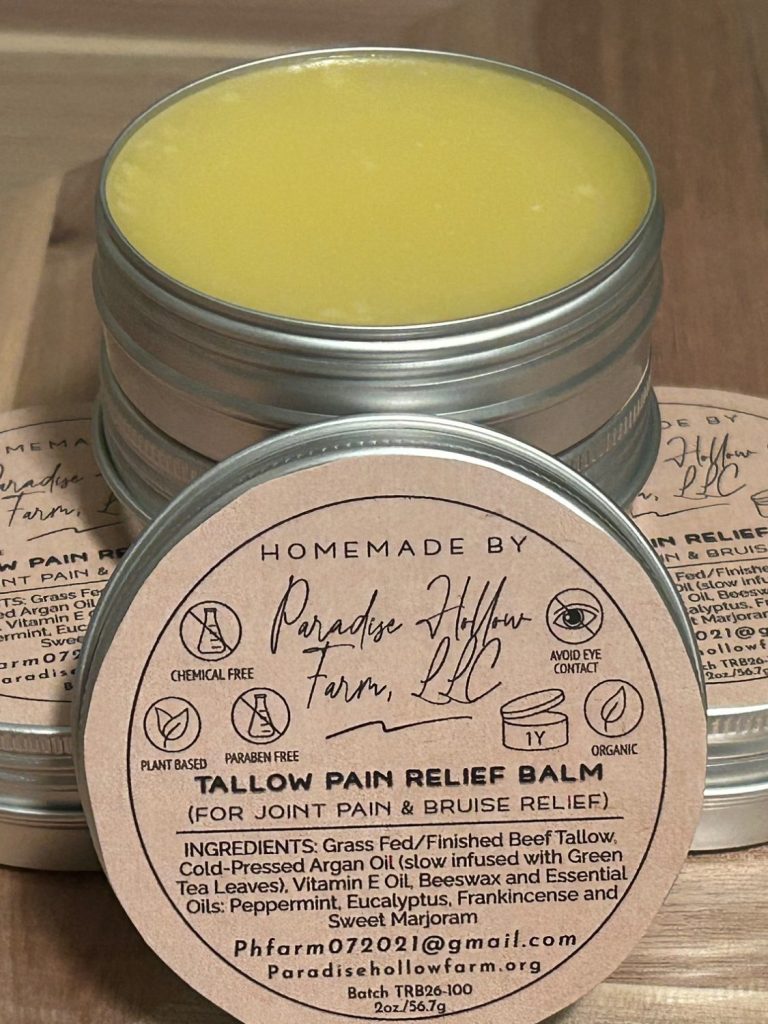 HOMEMADE BY
Paradise Hollow
Farm, LLC
CHEMICAL FREE
AVOID EYE
CONTACT
PLANT BASED
PARABEN FREE
1Y
ORGANIC
TALLOW PAIN RELIEF BALM
(FOR JOINT PAIN & BRUISE RELIEF)
INGREDIENTS: Grass Fed/Finished Beef Tallow,
Cold-Pressed Argan Oil (slow infused with Green
Tea Leaves), Vitamin E Oil, Beeswax and Essential
Oils: Peppermint, Eucalyptus, Frankincense and
Sweet Marjoram
Phfarm072021@gmail.com
Paradisehollowfarm.org
Batch TRB26-100
2oz./56.7g